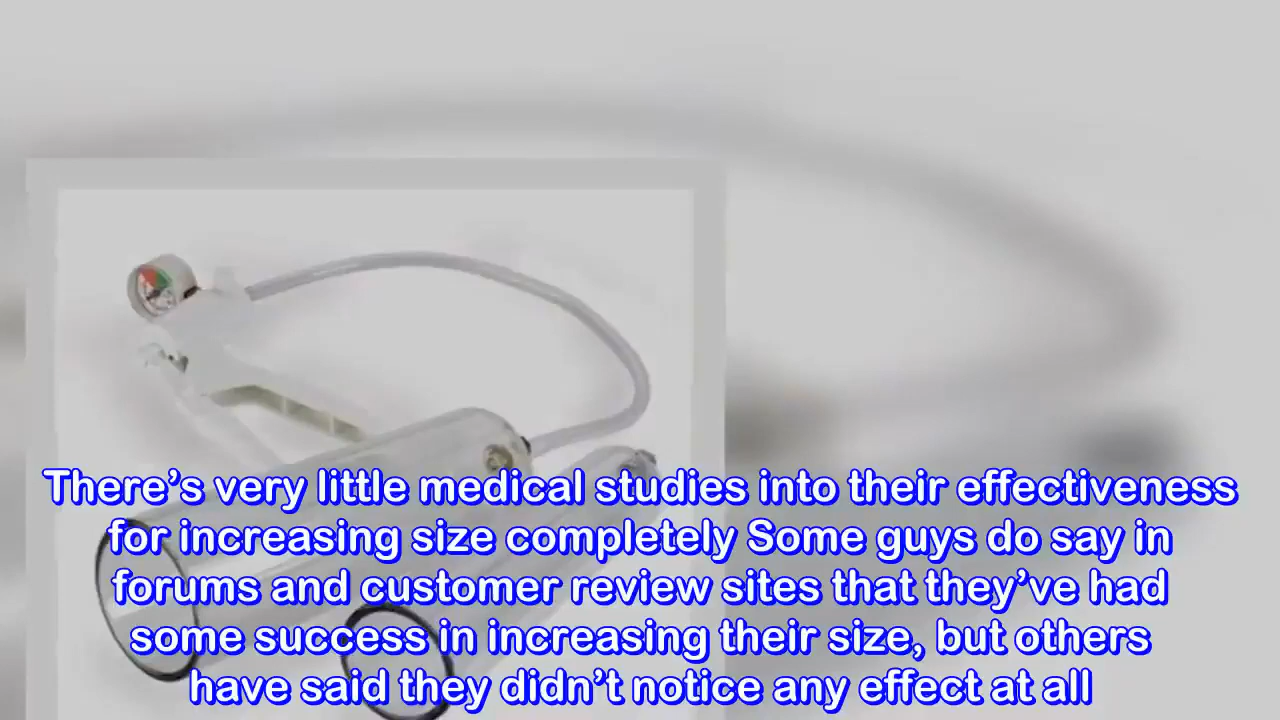 There’s very little medical studies into their effectiveness
for increasing size completely Some guys do say in
forums and customer review sites that they’ve had
some success in increasing their size, but others
have said they didn’t notice any effect at all